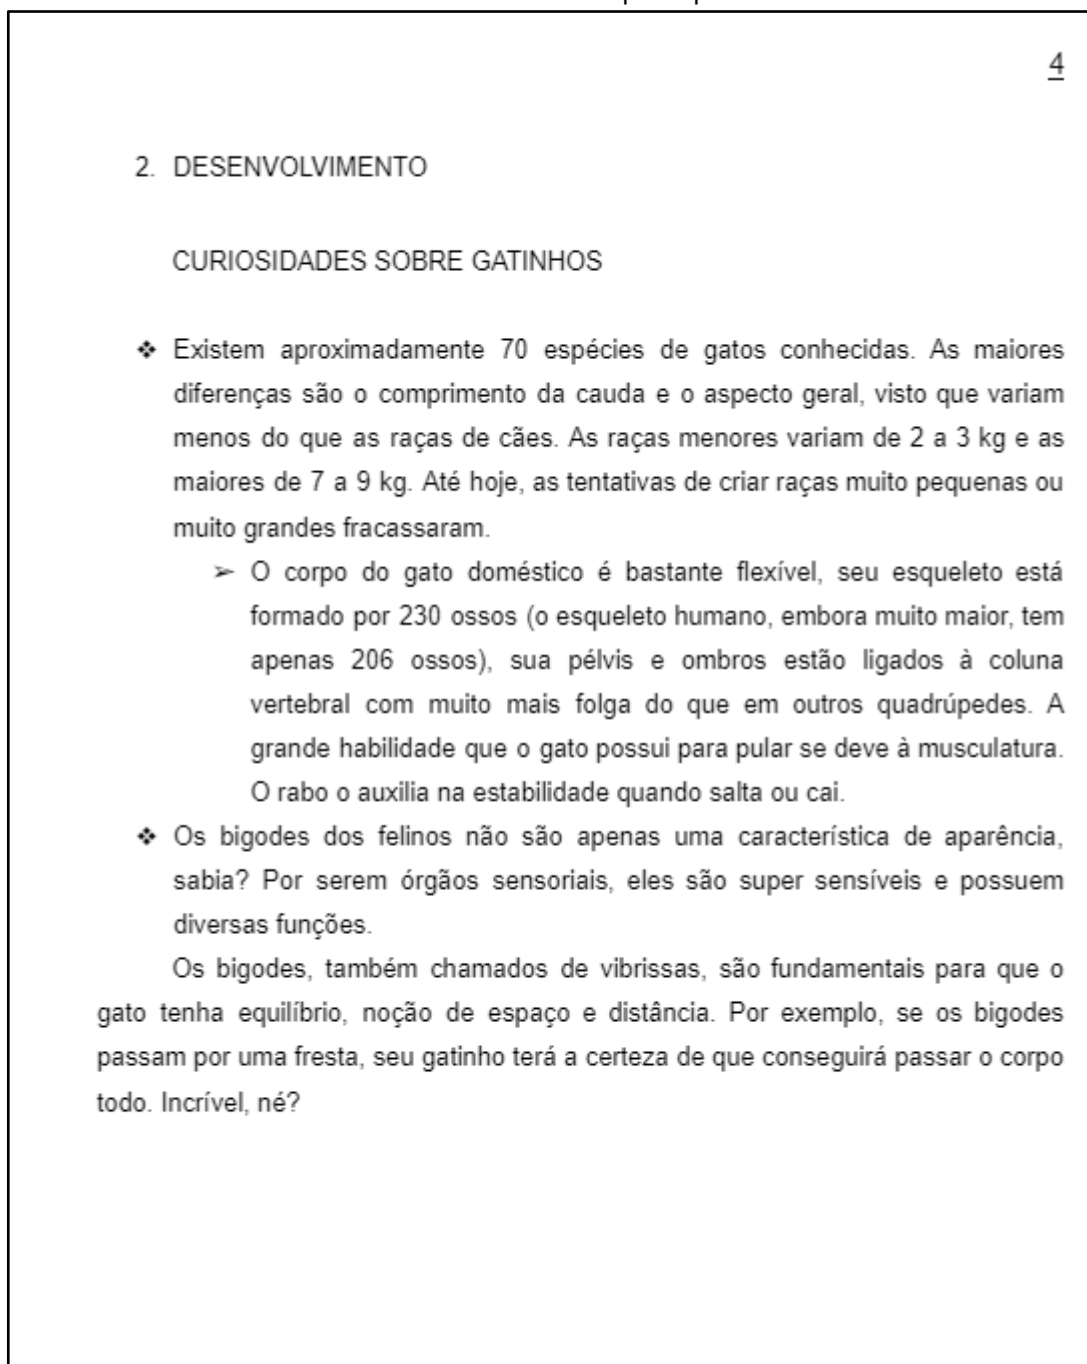 4
2. DESENVOLVIMENTO
CURIOSIDADES SOBRE GATINHOS
❖ Existem aproximadamente 70 espécies de gatos conhecidas. As maiores
diferenças são o comprimento da cauda e o aspecto geral, visto que variam
menos do que as raças de cães. As raças menores variam de 2 a 3 kg e as
maiores de 7 a 9 kg. Até hoje, as tentativas de criar raças muito pequenas ou
muito grandes fracassaram.
➢ O corpo do gato doméstico é bastante flexível, seu esqueleto está
formado por 230 ossos (o esqueleto humano, embora muito maior, tem
apenas 206 ossos), sua pélvis e ombros estão ligados à coluna
vertebral com muito mais folga do que em outros quadrúpedes. A
grande habilidade que o gato possui para pular se deve à musculatura.
O rabo o auxilia na estabilidade quando salta ou cai.
❖ Os bigodes dos felinos não são apenas uma característica de aparência,
sabia? Por serem órgãos sensoriais, eles são super sensíveis e possuem
diversas funções.
Os bigodes, também chamados de vibrissas, são fundamentais para que o
gato tenha equilíbrio, noção de espaço e distância. Por exemplo, se os bigodes
passam por uma fresta, seu gatinho terá a certeza de que conseguirá passar o corpo
todo. Incrível, né?